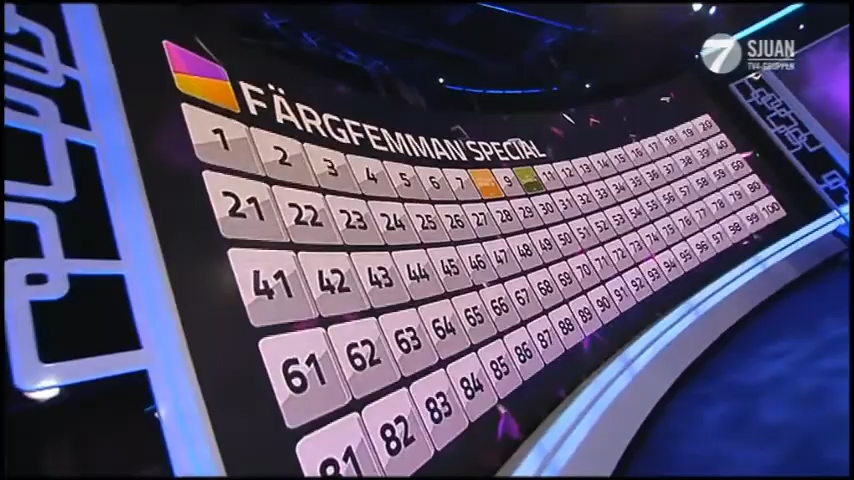 7 SJUAN
TV4-GRUPPEN
FÄRGFEMMAN SPECIAL
1 2 3 4 5 6 7 9 11 12 13 14 15 16 17 18 19 20
21 22 23 24 25 26 27 28 29 30 31 32 33 34 35 36 37 38 39 40
41 42 43 44 45 46 47 48 49 50 51 52 53 54 55 56 57 58 59 60
61 62 63 64 65 66 67 68 69 70 71 72 73 74 75 76 77 78 79 80
81 82 83 84 85 86 87 88 89 90 91 92 93 94 95 96 97 98 99 100